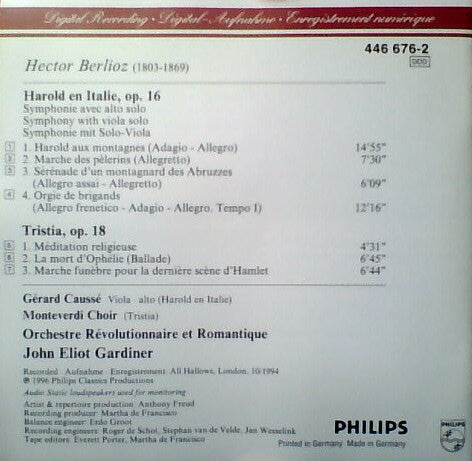 Digital Recording • Digital-Aufnahme • Enregistrement numérique
446 676-2
DDD
Hector Berlioz (1803-1869)
Harold en Italie, op. 16
Symphonie avec alto solo
Symphony with viola solo
Symphonie mit Solo-Viola
1 1. Harold aux montagnes (Adagio - Allegro) 14'55"
2 2. Marche des pèlerins (Allegretto) 7'30"
3 3. Sérénade d'un montagnard des Abruzzes
(Allegro assai - Allegretto) 6'09"
4 4. Orgie de brigands
(Allegro frenetico - Adagio - Allegro, Tempo I) 12'16"
Tristia, op. 18
5 1. Méditation religieuse 4'31"
6 2. La mort d'Ophélie (Ballade) 6'45"
7 3. Marche funèbre pour la dernière scène d'Hamlet 6'44"
Gérard Caussé Viola · alto (Harold en Italie)
Monteverdi Choir (Tristia)
Orchestre Révolutionnaire et Romantique
John Eliot Gardiner
Recorded · Aufnahme · Enregistrement: All Hallows, London, 10/1994
℗ 1996 Philips Classics Productions
Audio Static loudspeakers used for monitoring
Artist & repertoire production: Anthony Freud
Recording producer: Martha de Francisco
Balance engineer: Erdo Groot
Recording engineers: Roger de Schot, Stephan van de Velde, Jan Wesselink
Tape editors: Everett Porter, Martha de Francisco
PHILIPS
Printed in Germany Made in Germany
PHILIPS